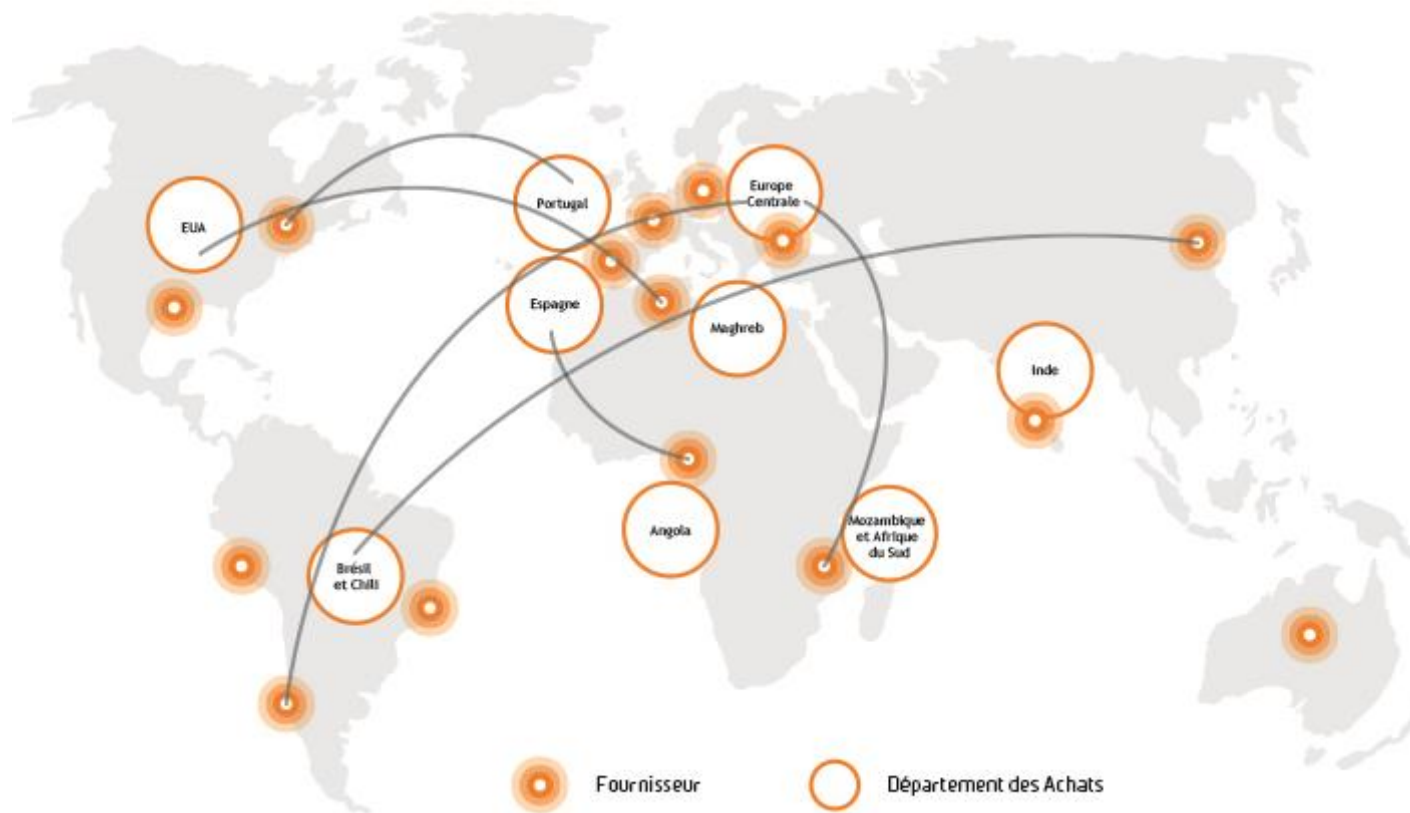 Portugal
Europe
Centrale
EUA
Espagne
Maghreb
Inde
Angola
Mozambique
et Afrique
du Sud
Brésil
et Chili
Fournisseur
Département des Achats